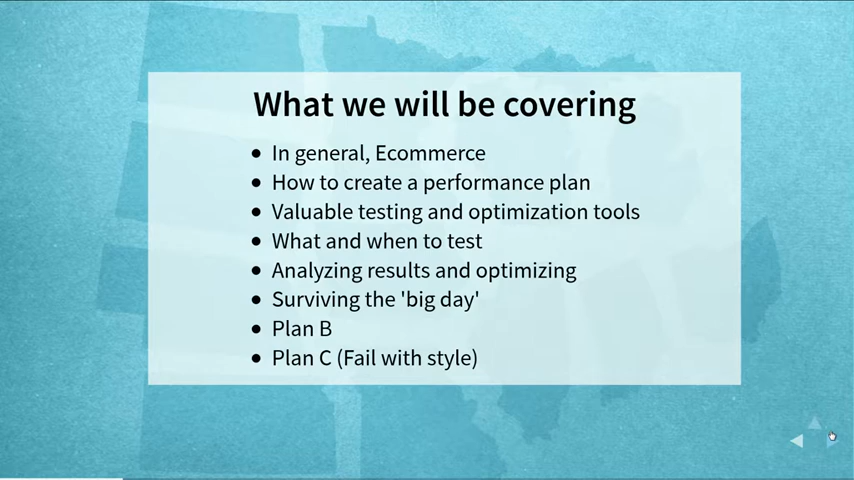 What we will be covering
In general, Ecommerce
How to create a performance plan
Valuable testing and optimization tools
What and when to test
Analyzing results and optimizing
Surviving the 'big day'
Plan B
Plan C (Fail with style)